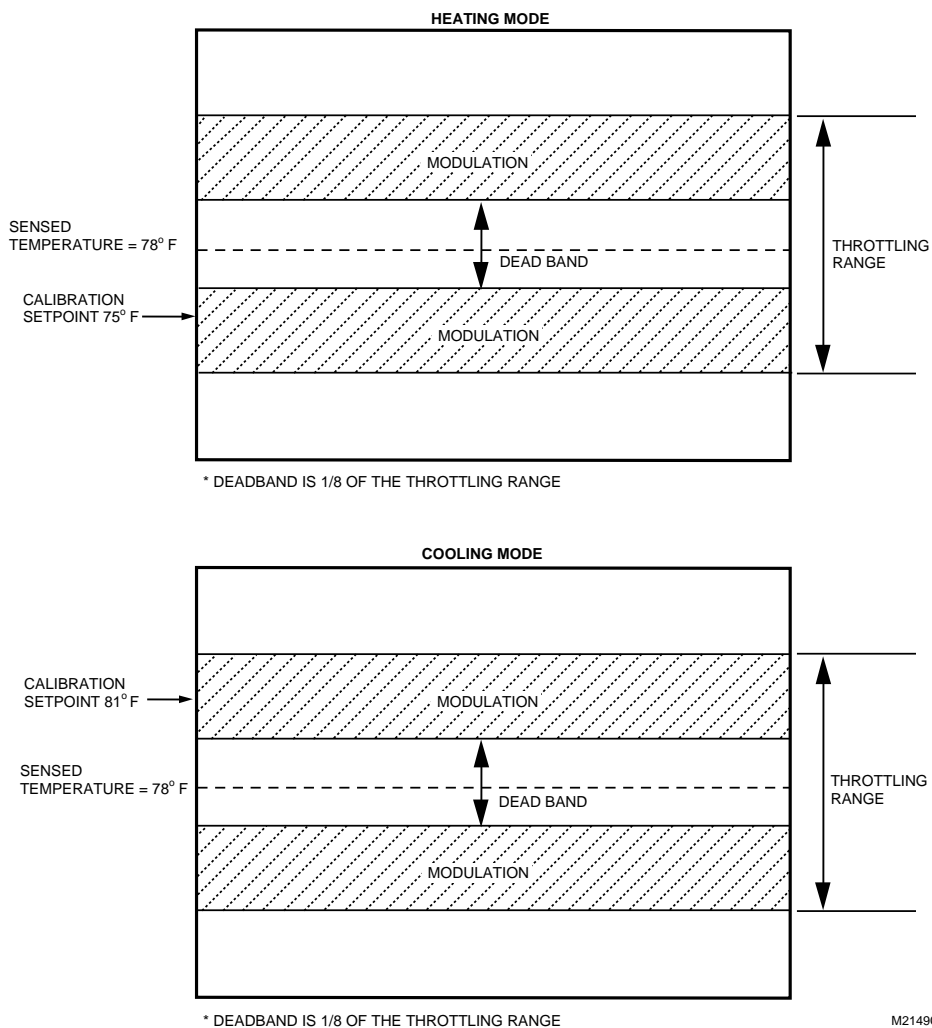 HEATING MODE
MODULATION
SENSED
TEMPERATURE = 78° F
DEAD BAND
THROTTLING
RANGE
CALIBRATION
SETPOINT 75° F
MODULATION
* DEADBAND IS 1/8 OF THE THROTTLING RANGE
COOLING MODE
CALIBRATION
SETPOINT 81° F
MODULATION
SENSED
TEMPERATURE = 78° F
DEAD BAND
THROTTLING
RANGE
MODULATION
* DEADBAND IS 1/8 OF THE THROTTLING RANGE